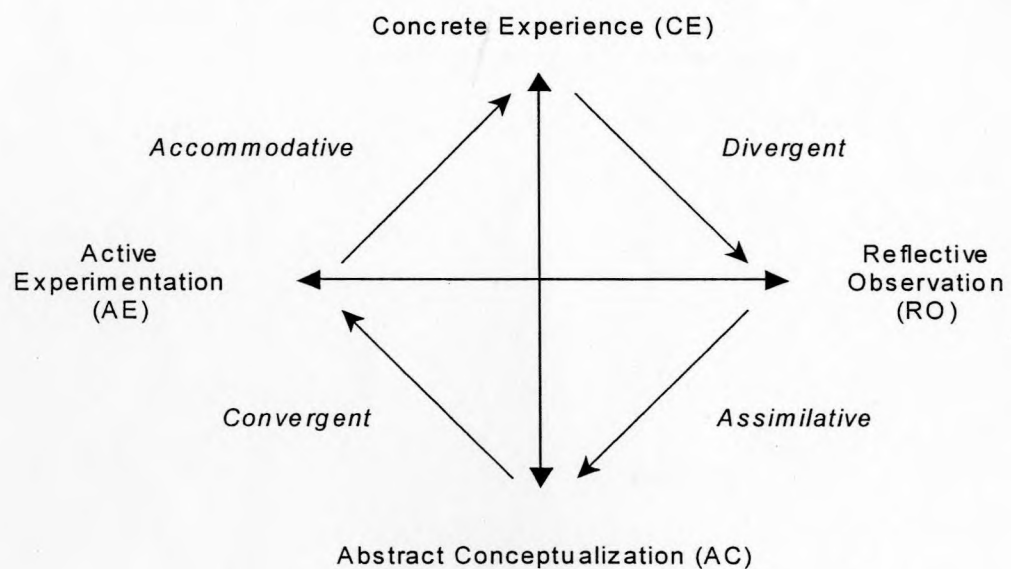 Concrete Experience (CE)
Accommodative
Divergent
Active
Experimentation
(AE)
Reflective
Observation
(RO)
Convergent
Assimilative
Abstract Conceptualization (AC)